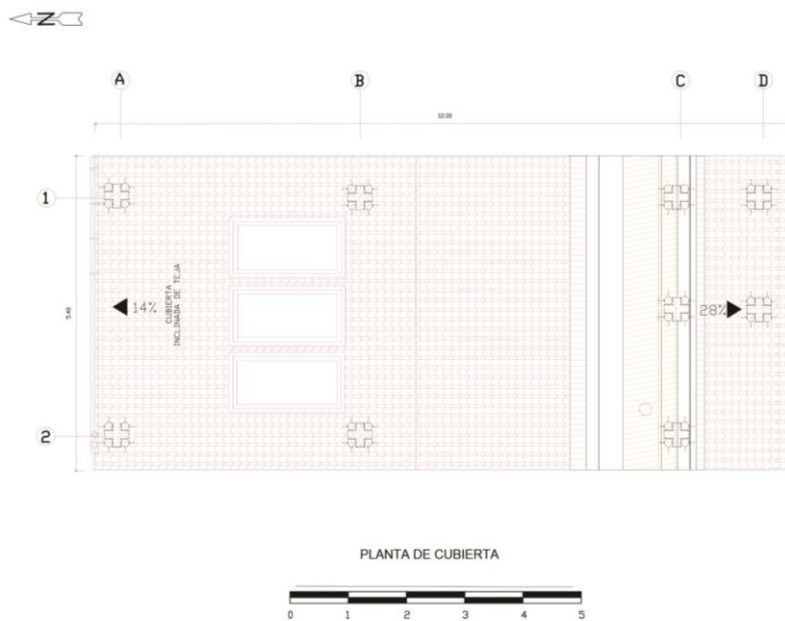 N
A B C D
1
14%
CUBIERTA
INCLINADA DE TEJA
28%
2
PLANTA DE CUBIERTA
0 1 2 3 4 5